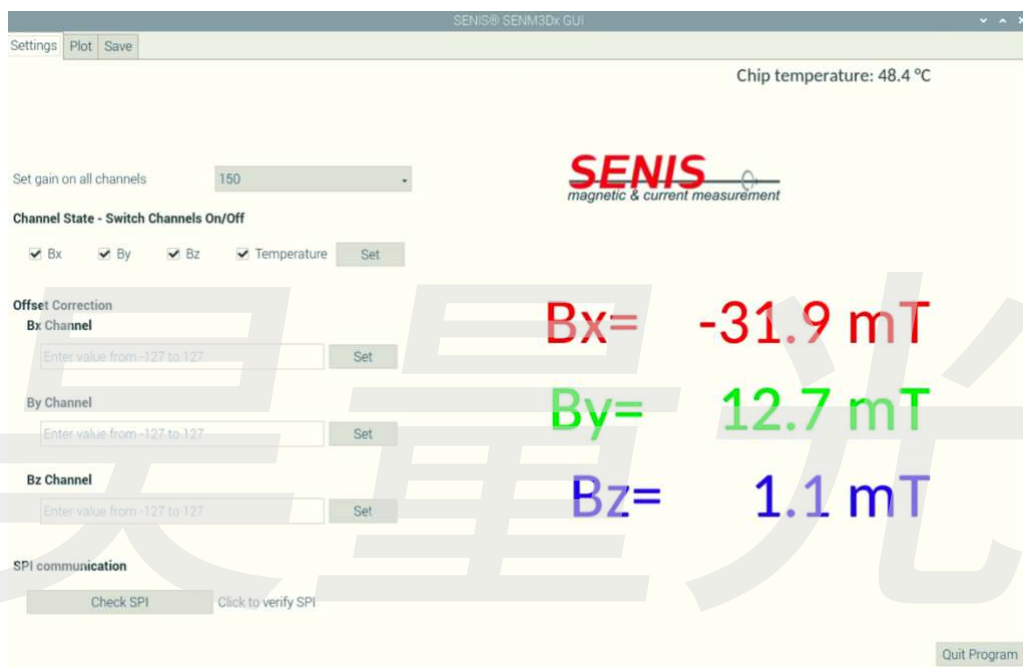 SENIS® SENM3Dx GUI
Settings Plot Save
Chip temperature: 48.4 °C
Set gain on all channels 150
SENIS
magnetic & current measurement
Channel State - Switch Channels On/Off
Bx By Bz Temperature Set
Offset Correction
Bx Channel
Enter value from -127 to 127 Set
By Channel
Enter value from -127 to 127 Set
Bz Channel
Enter value from -127 to 127 Set
Bx= -31.9 mT
By= 12.7 mT
Bz= 1.1 mT
SPI communication
Check SPI Click to verify SPI
Quit Program
昊量光